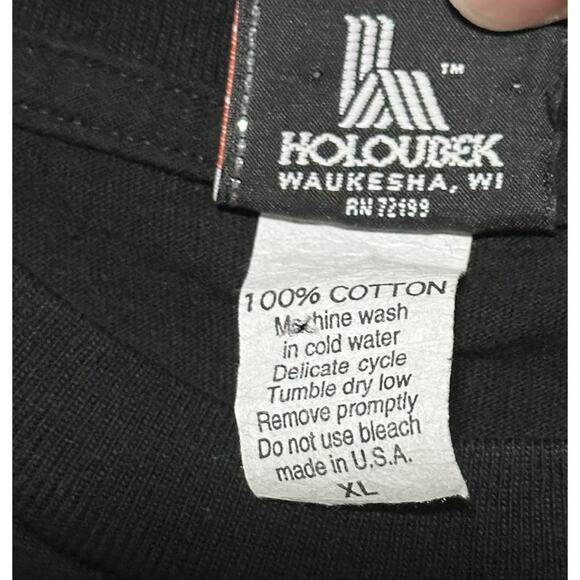 TM
HOLOUDEK
WAUKESHA, WI
RN 72199
100% COTTON
Machine wash
in cold water
Delicate cycle
Tumble dry low
Remove promptly
Do not use bleach
made in U.S.A.
XL